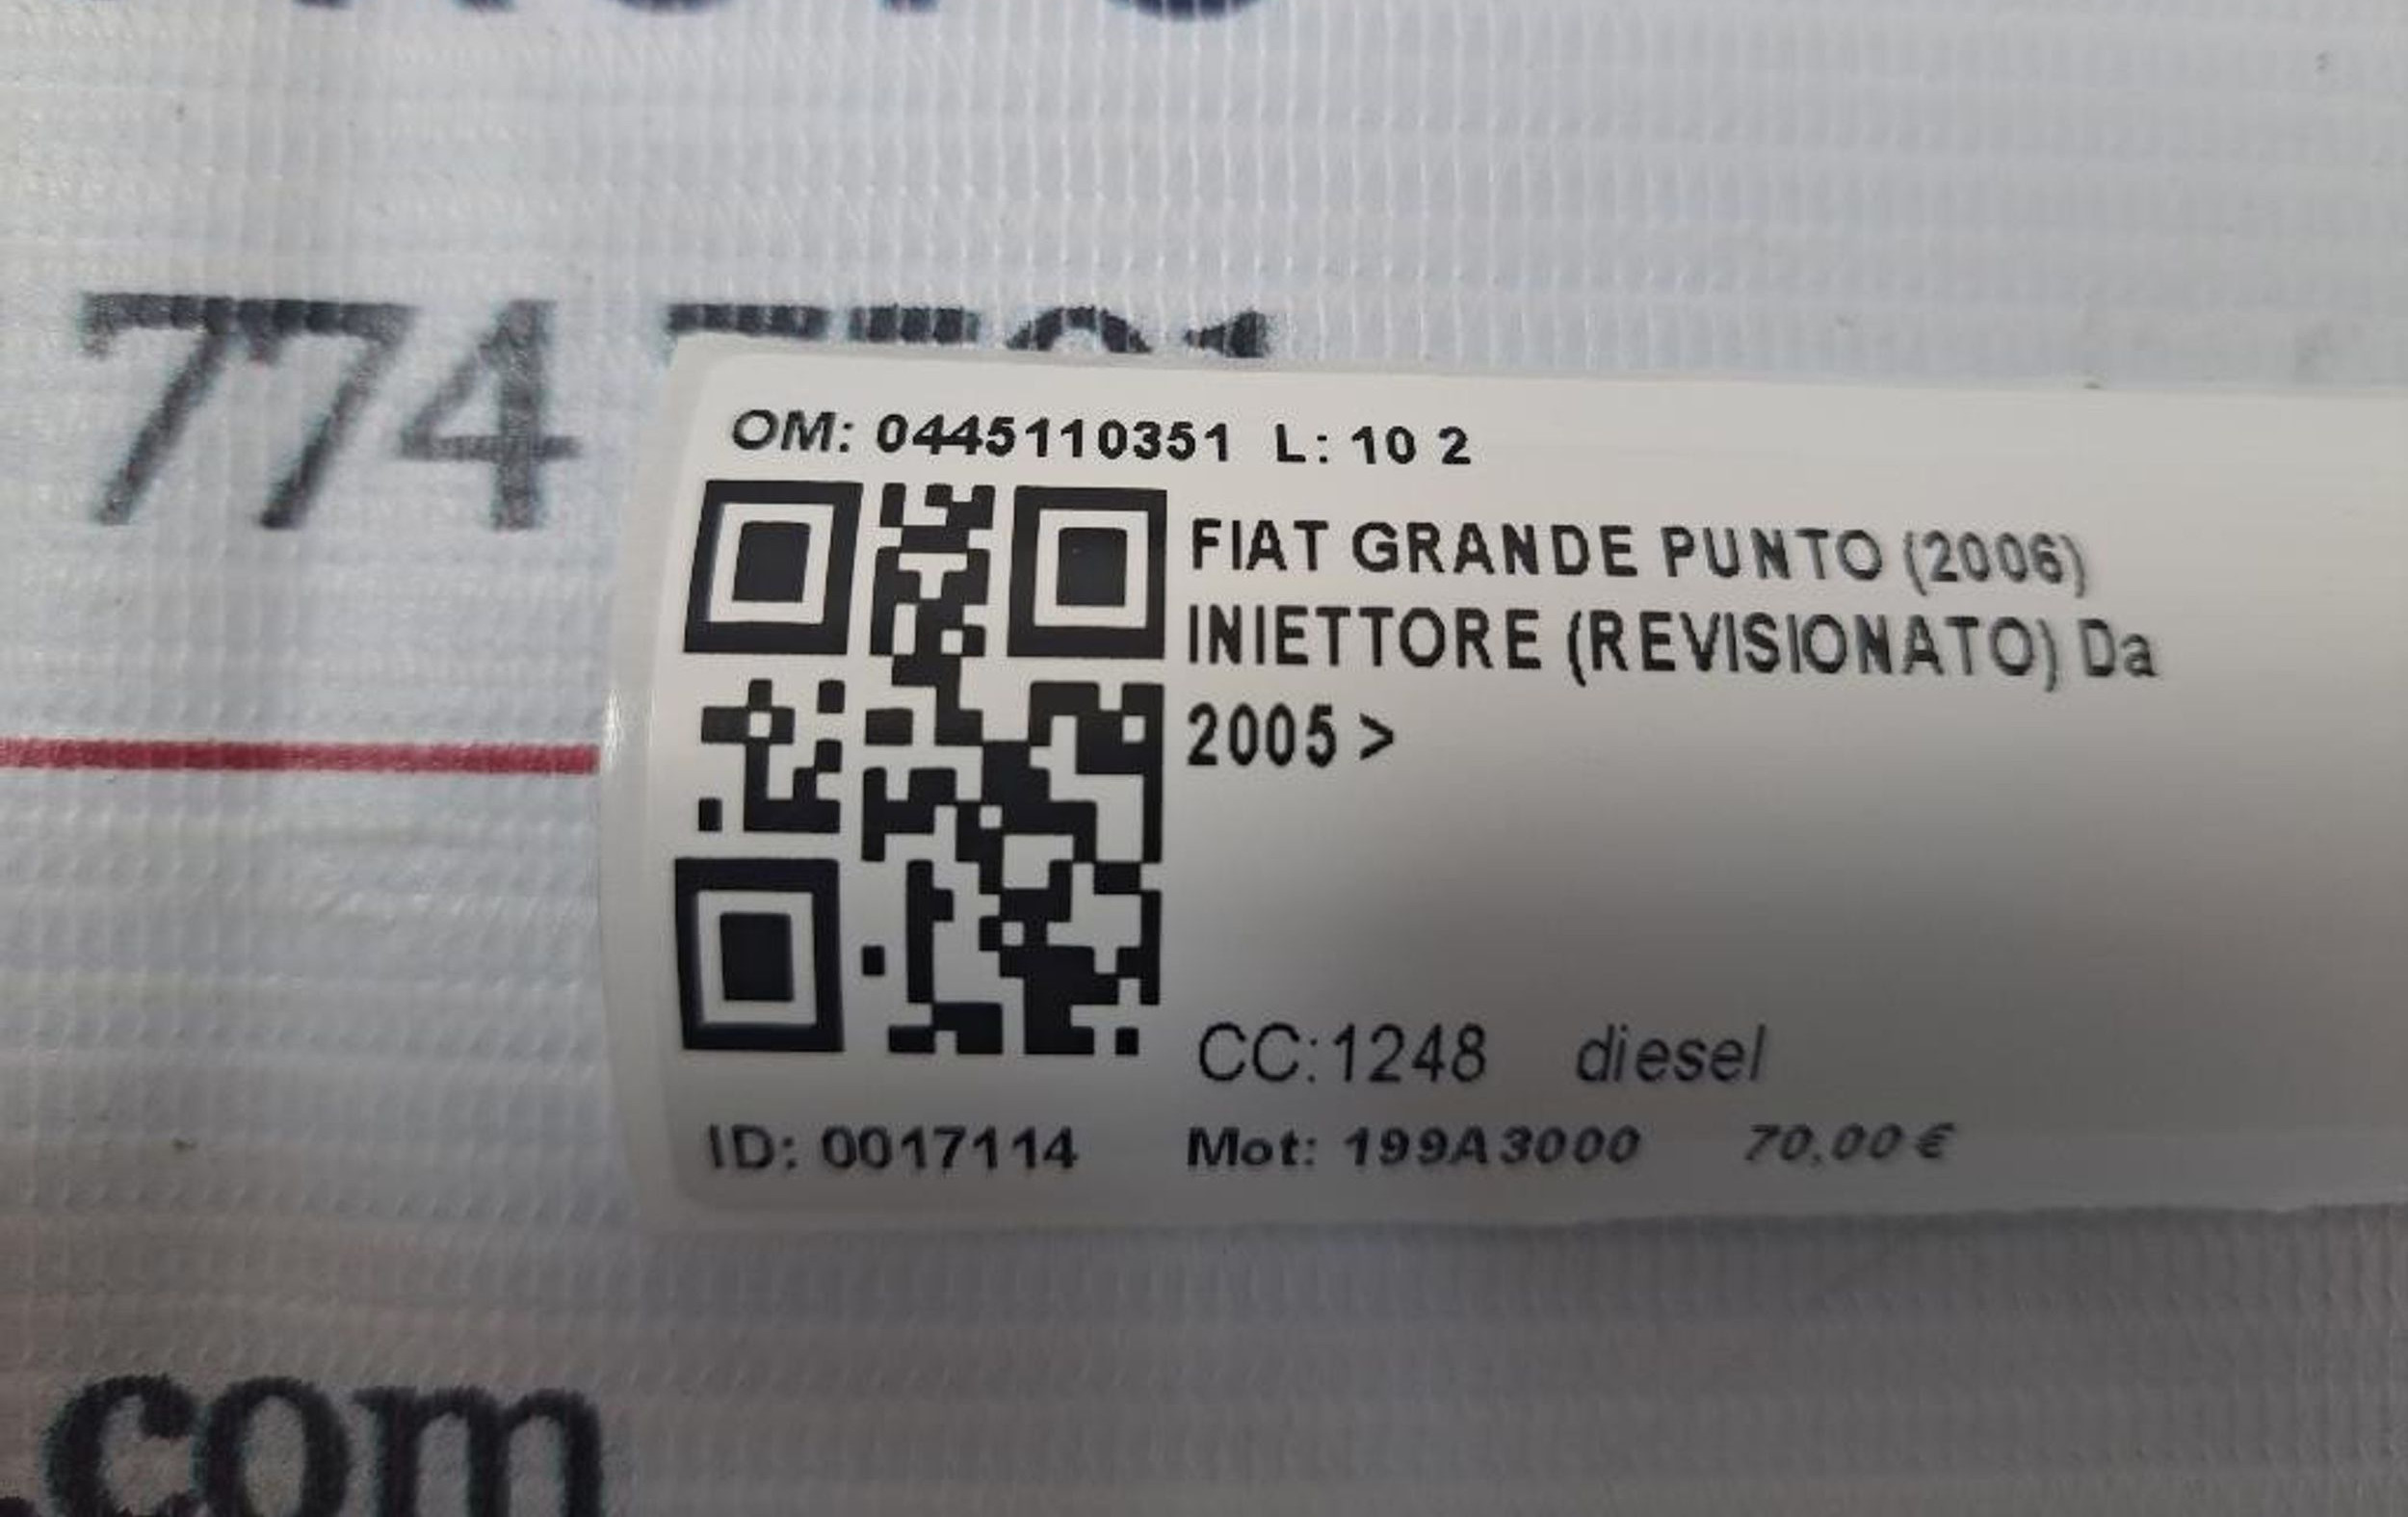 774
OM: 0445110351 L: 10 2
FIAT GRANDE PUNTO (2006)
INIETTORE (REVISIONATO) Da
2005 >
CC:1248 diesel
ID: 0017114 Mot: 199A3000 70,00 €
.com